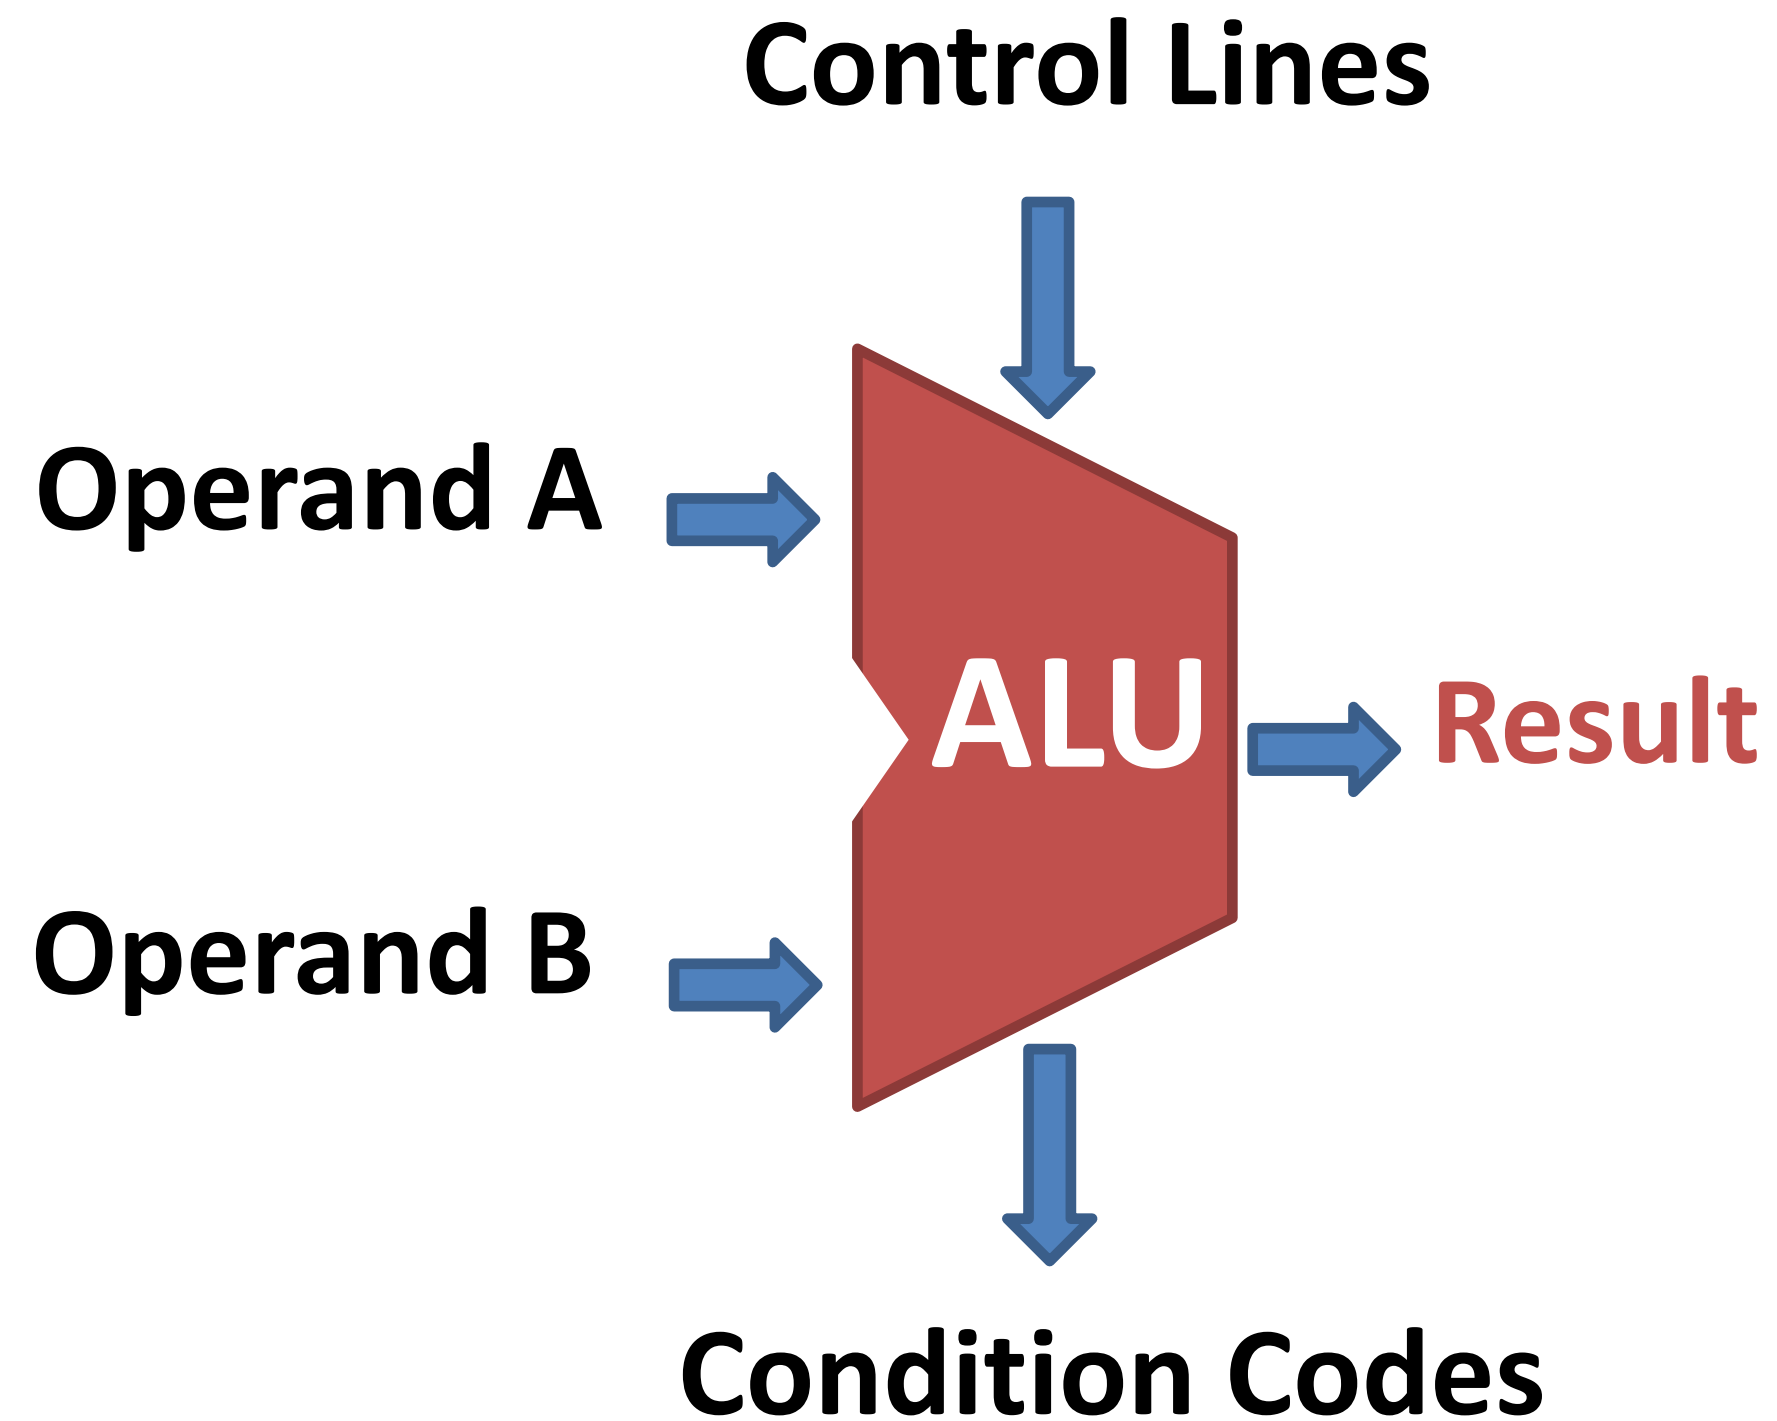 Control Lines
Operand A
ALU
Result
Operand B
Condition Codes